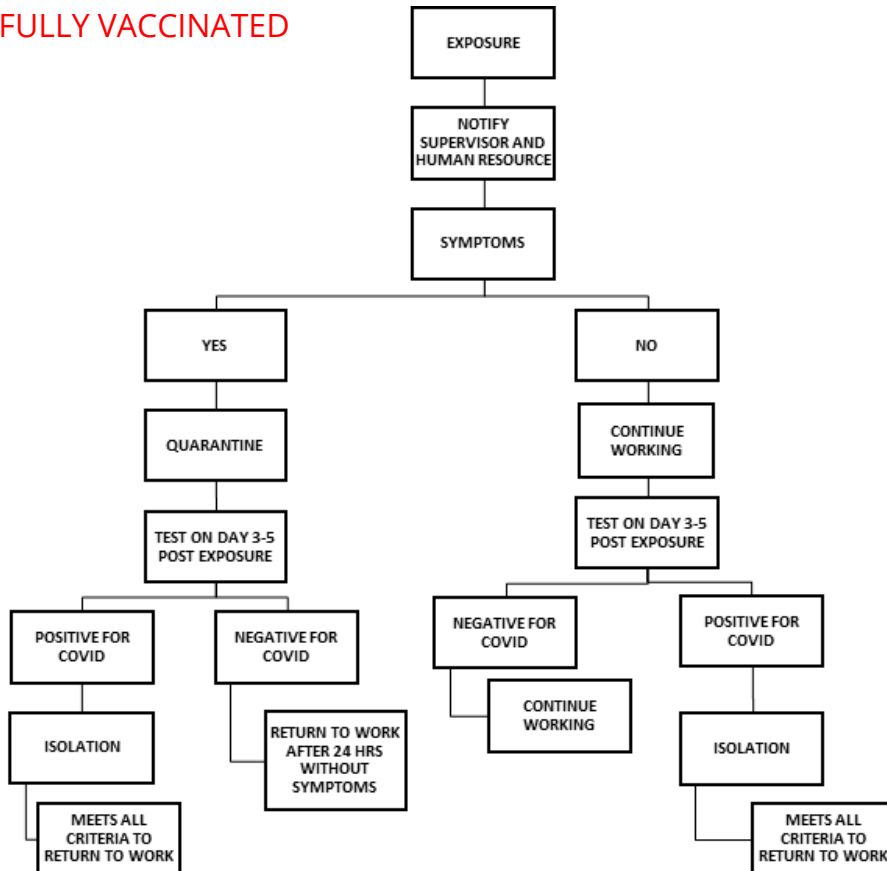 FULLY VACCINATED
EXPOSURE
NOTIFY
SUPERVISOR AND
HUMAN RESOURCE
SYMPTOMS
YES
NO
QUARANTINE
CONTINUE
WORKING
TEST ON DAY 3-5
POST EXPOSURE
TEST ON DAY 3-5
POST EXPOSURE
POSITIVE FOR
COVID
NEGATIVE FOR
COVID
NEGATIVE FOR
COVID
POSITIVE FOR
COVID
ISOLATION
RETURN TO WORK
AFTER 24 HRS
WITHOUT
SYMPTOMS
CONTINUE
WORKING
ISOLATION
MEETS ALL
CRITERIA TO
RETURN TO WORK
MEETS ALL
CRITERIA TO
RETURN TO WORK